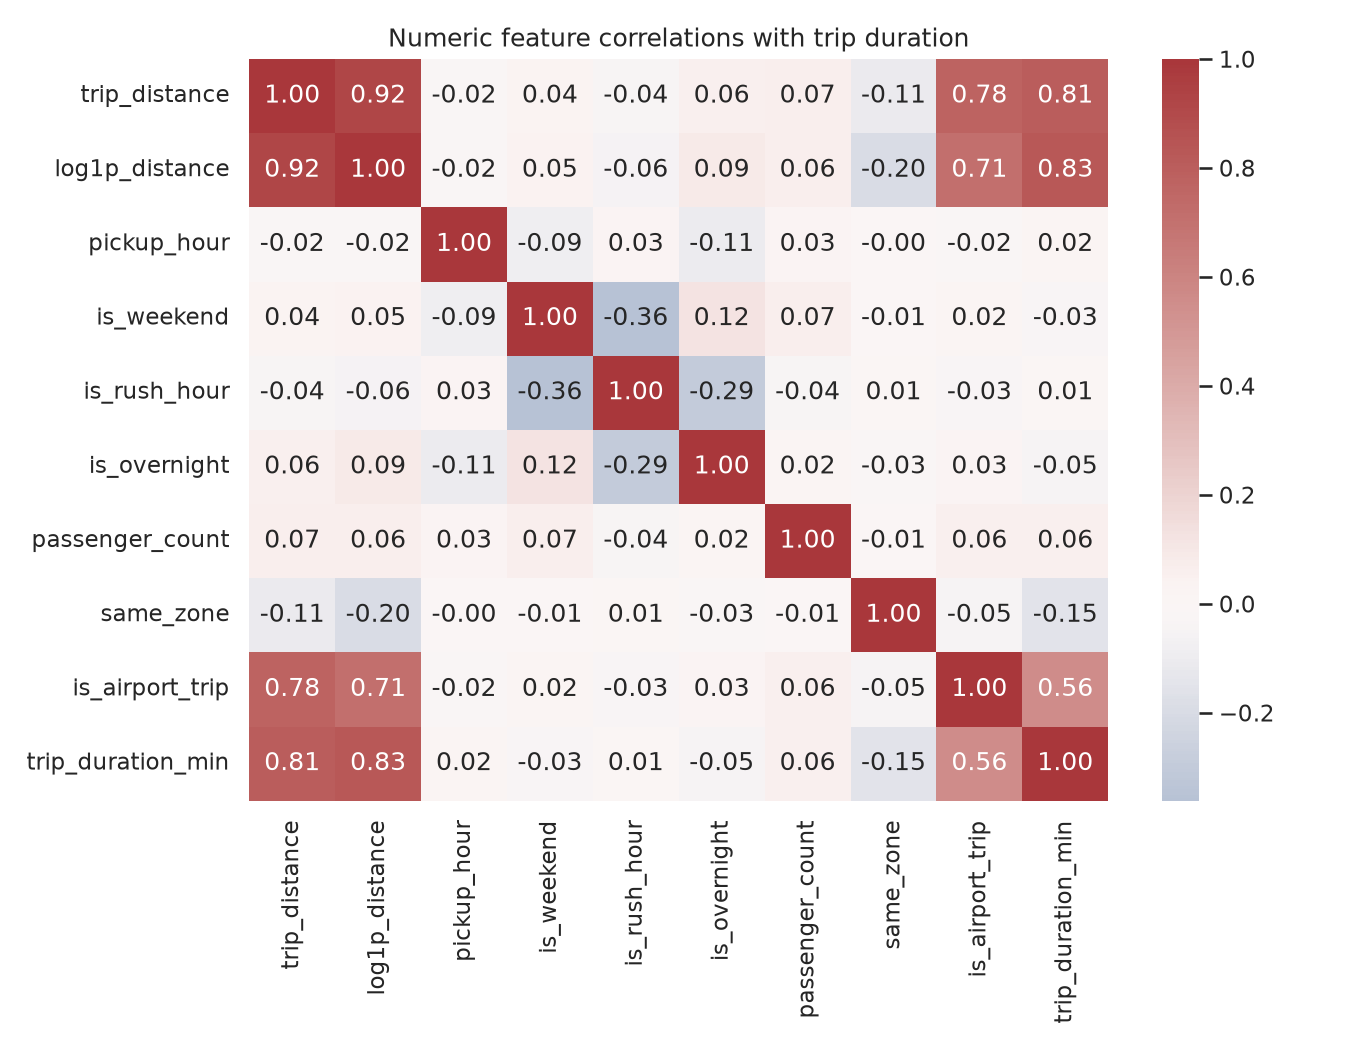 Numeric feature correlations with trip duration
trip_distance 1.00 0.92 -0.02 0.04 -0.04 0.06 0.07 -0.11 0.78 0.81
log1p_distance 0.92 1.00 -0.02 0.05 -0.06 0.09 0.06 -0.20 0.71 0.83
pickup_hour -0.02 -0.02 1.00 -0.09 0.03 -0.11 0.03 -0.00 -0.02 0.02
is_weekend 0.04 0.05 -0.09 1.00 -0.36 0.12 0.07 -0.01 0.02 -0.03
is_rush_hour -0.04 -0.06 0.03 -0.36 1.00 -0.29 -0.04 0.01 -0.03 0.01
is_overnight 0.06 0.09 -0.11 0.12 -0.29 1.00 0.02 -0.03 0.03 -0.05
passenger_count 0.07 0.06 0.03 0.07 -0.04 0.02 1.00 -0.01 0.06 0.06
same_zone -0.11 -0.20 -0.00 -0.01 0.01 -0.03 -0.01 1.00 -0.05 -0.15
is_airport_trip 0.78 0.71 -0.02 0.02 -0.03 0.03 0.06 -0.05 1.00 0.56
trip_duration_min 0.81 0.83 0.02 -0.03 0.01 -0.05 0.06 -0.15 0.56 1.00
trip_distance
log1p_distance
pickup_hour
is_weekend
is_rush_hour
is_overnight
passenger_count
same_zone
is_airport_trip
trip_duration_min
1.0
0.8
0.6
0.4
0.2
0.0
−0.2